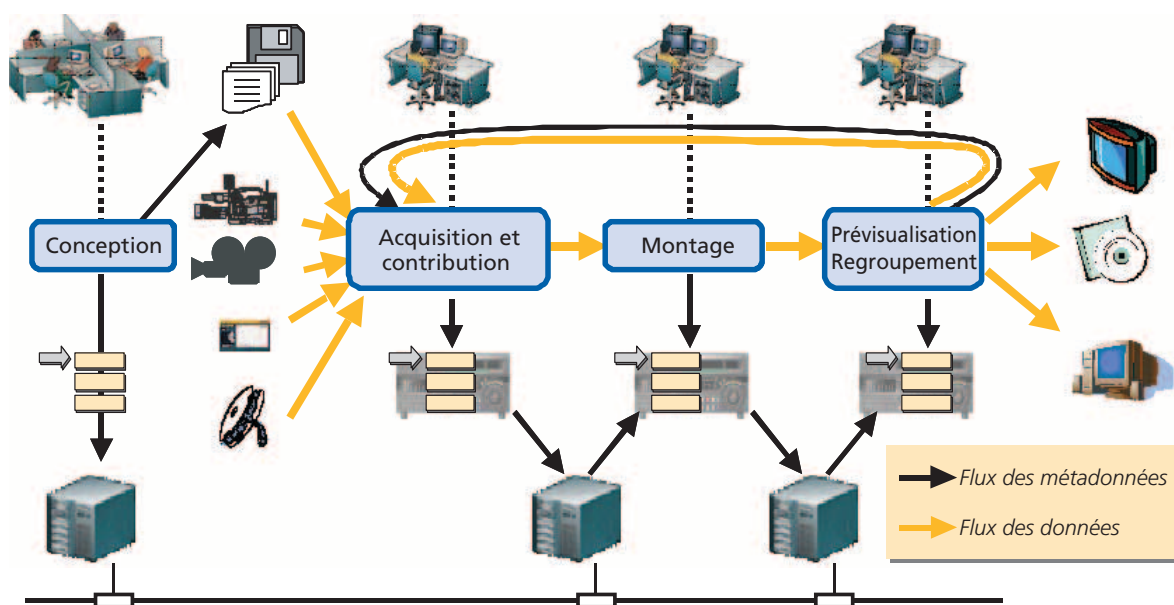 Conception
Acquisition et
contribution
Montage
Prévisualisation
Regroupement
Flux des métadonnées
Flux des données